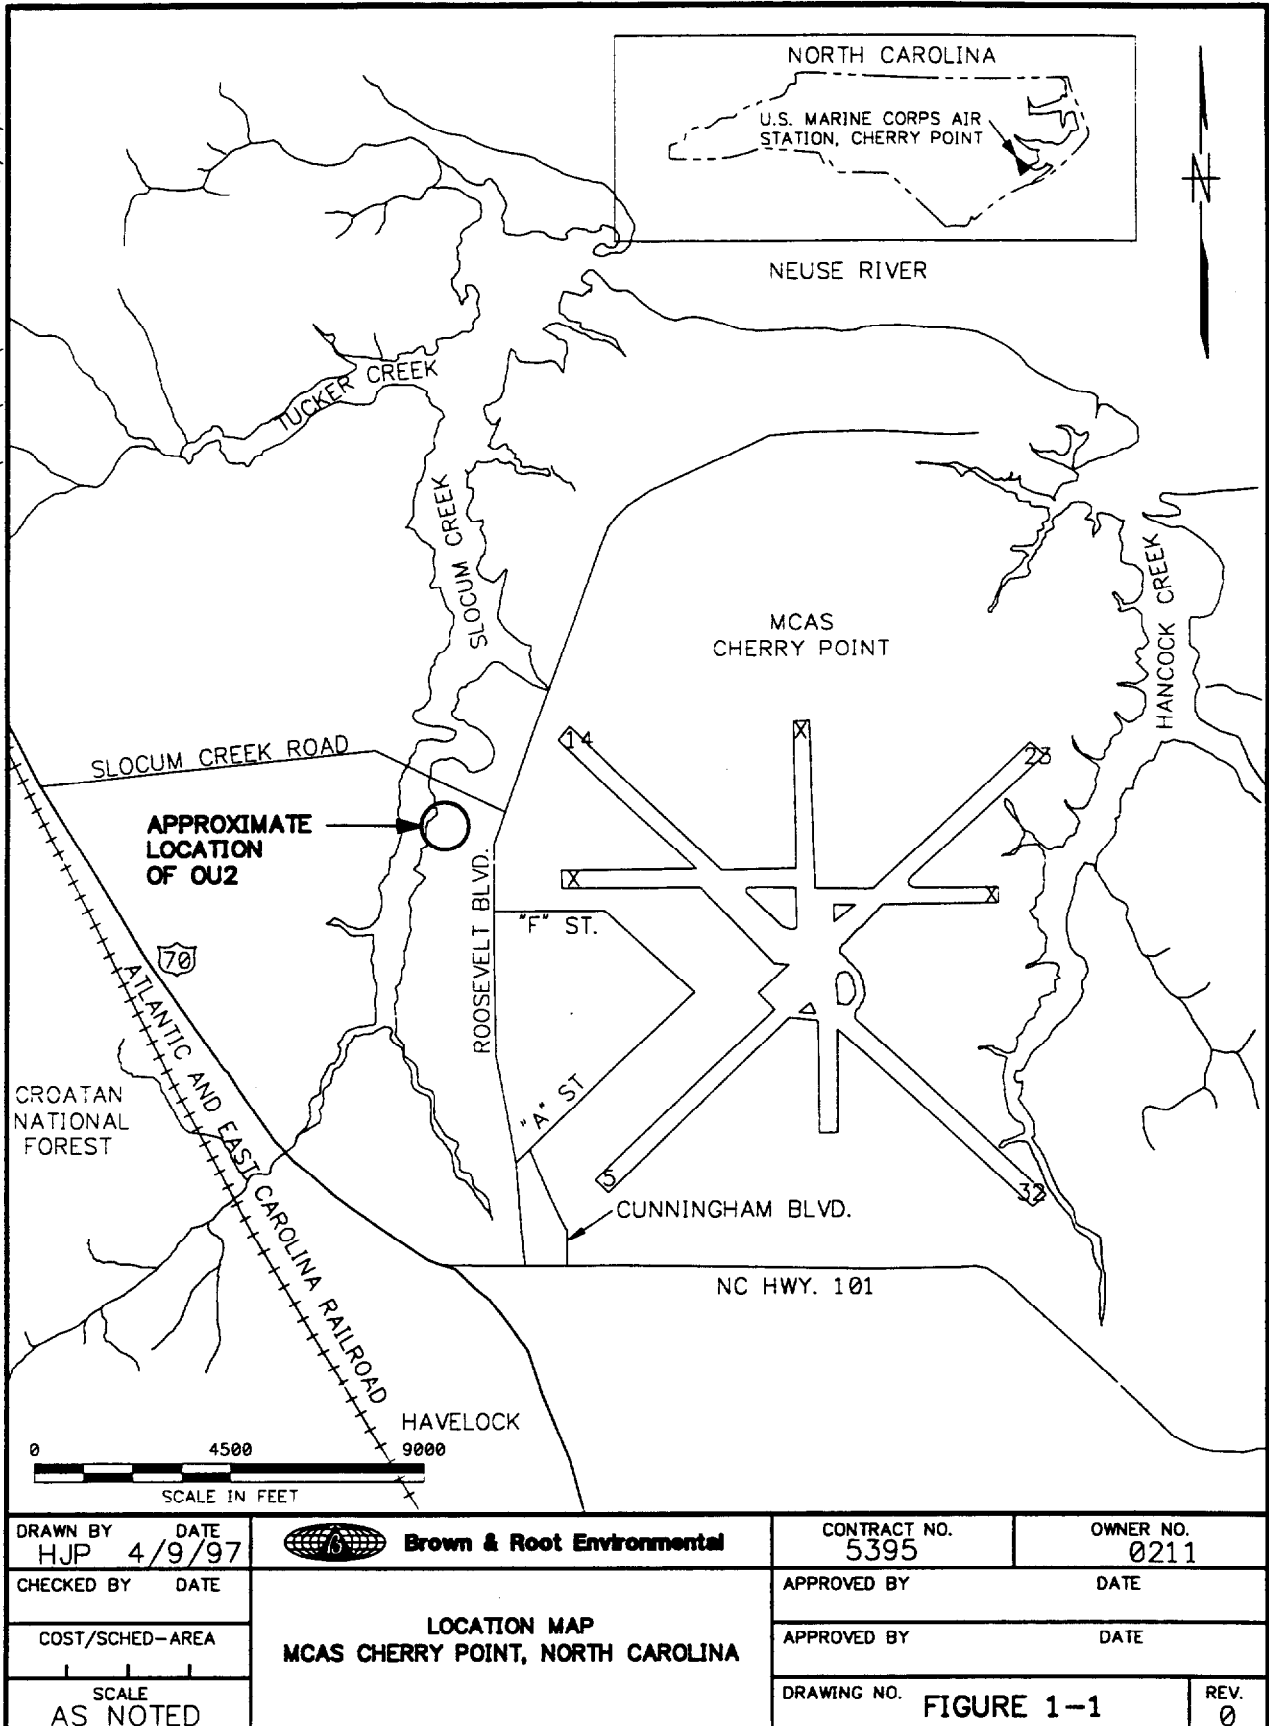 NORTH CAROLINA
U.S. MARINE CORPS AIR
STATION, CHERRY POINT
N
NEUSE RIVER
TUCKER CREEK
SLOCUM CREEK
HANCOCK CREEK
MCAS
CHERRY POINT
SLOCUM CREEK ROAD
14
X
23
APPROXIMATE
LOCATION
OF OU2
X
X
ROOSEVELT BLVD.
"F" ST.
70
ATLANTIC AND EAST CAROLINA RAILROAD
CROATAN
NATIONAL
FOREST
"A" ST
5
32
CUNNINGHAM BLVD.
NC HWY. 101
HAVELOCK
0 4500 9000
SCALE IN FEET
DRAWN BY DATE
HJP 4/9/97
CHECKED BY DATE
COST/SCHED-AREA
SCALE
AS NOTED
Brown & Root Environmental
LOCATION MAP
MCAS CHERRY POINT, NORTH CAROLINA
CONTRACT NO.
5395
OWNER NO.
0211
APPROVED BY DATE
APPROVED BY DATE
DRAWING NO.
FIGURE 1-1
REV.
0